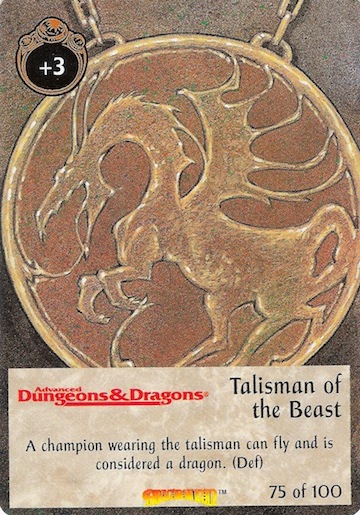 +3
Advanced
Dungeons & Dragons®
Talisman of
the Beast
A champion wearing the talisman can fly and is
considered a dragon. (Def)
SPELLFIRE™
75 of 100